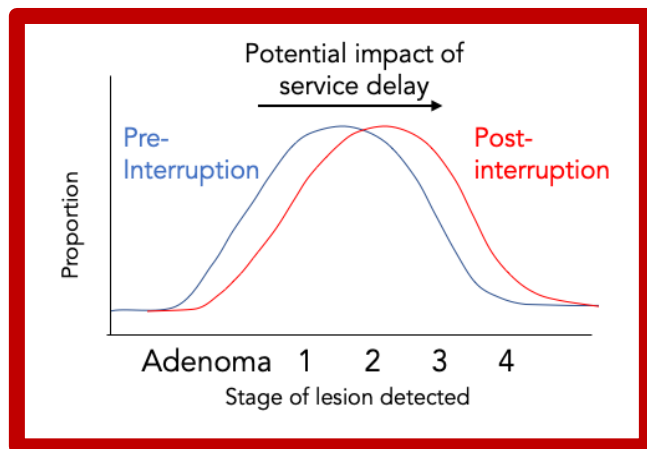 Potential impact of
service delay
Pre-
Interruption
Post-
interruption
Proportion
Adenoma 1 2 3 4
Stage of lesion detected